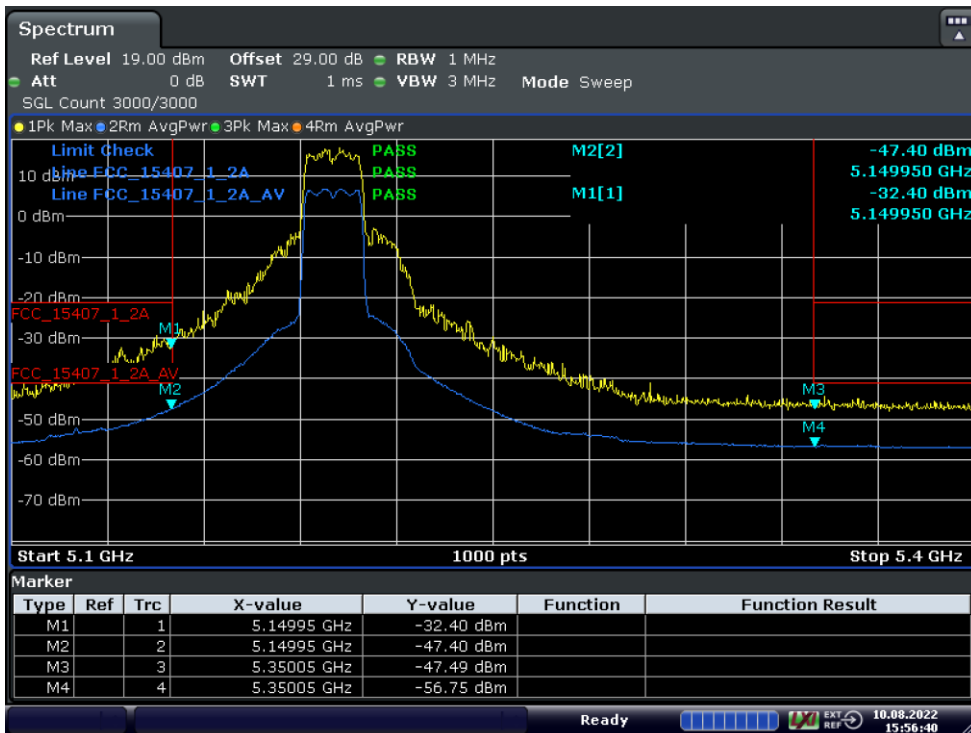 Spectrum
Ref Level 19.00 dBm Offset 29.00 dB RBW 1 MHz
Att 0 dB SWT 1 ms VBW 3 MHz Mode Sweep
SGL Count 3000/3000
1Pk Max 2Rm AvgPwr 3Pk Max 4Rm AvgPwr
Limit Check PASS M2[2] -47.40 dBm
10 dBm Line FCC_15407_1_2A PASS 5.149950 GHz
Line FCC_15407_1_2A_AV PASS M1[1] -32.40 dBm
0 dBm 5.149950 GHz
-10 dBm
-20 dBm
FCC_15407_1_2A
M1
-30 dBm
FCC_15407_1_2A_AV
M2 M3
-50 dBm M4
-60 dBm
-70 dBm
Start 5.1 GHz 1000 pts Stop 5.4 GHz
Marker
Type Ref Trc X-value Y-value Function Function Result
M1 1 5.14995 GHz -32.40 dBm
M2 2 5.14995 GHz -47.40 dBm
M3 3 5.35005 GHz -47.49 dBm
M4 4 5.35005 GHz -56.75 dBm
Ready LXI EXT REF 10.08.2022
15:56:40